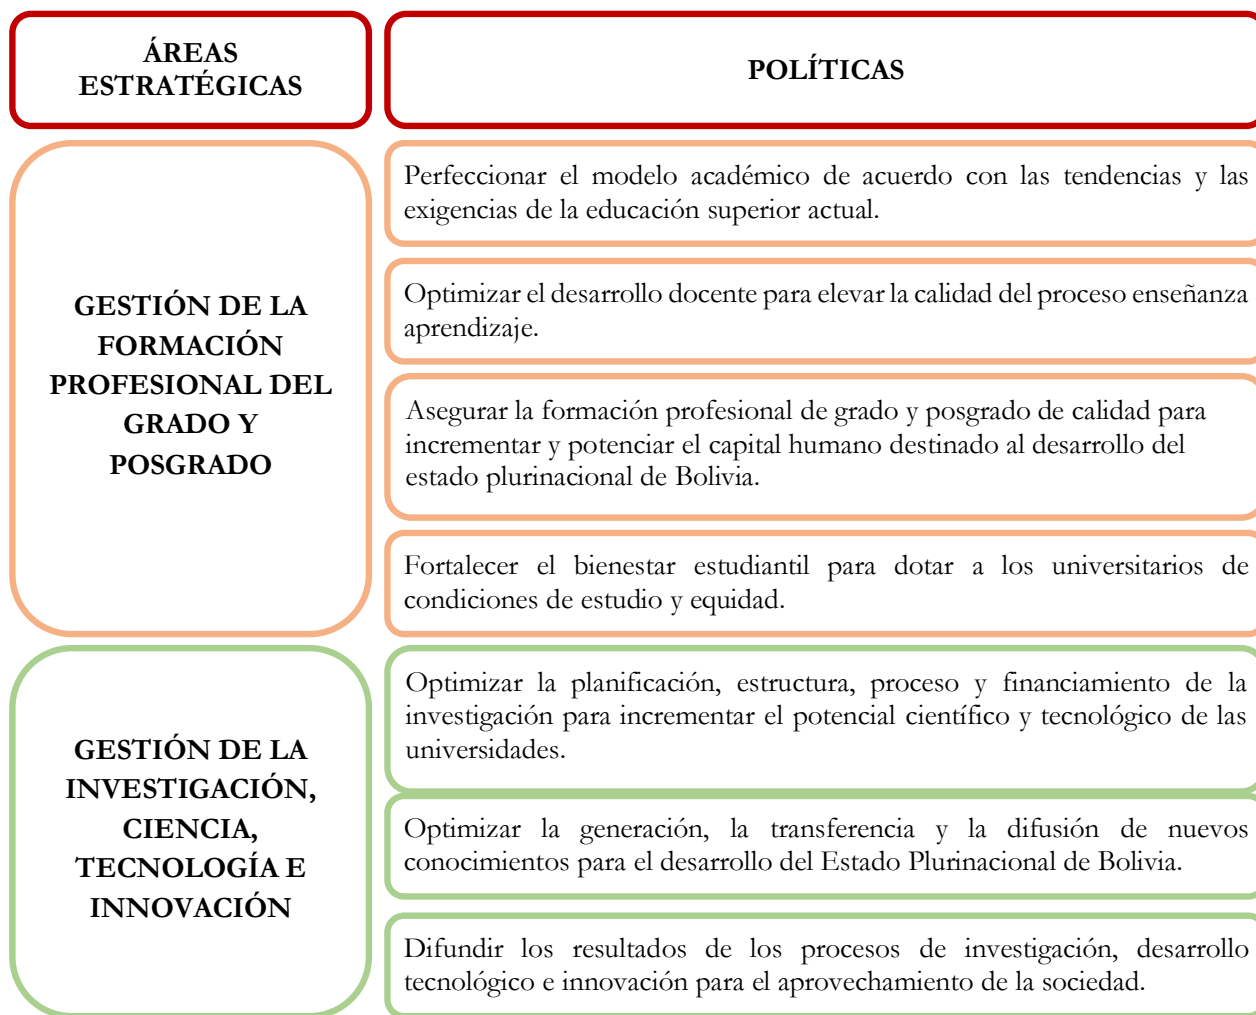 ÁREAS
ESTRATÉGICAS
POLÍTICAS
GESTIÓN DE LA
FORMACIÓN
PROFESIONAL DEL
GRADO Y
POSGRADO
Perfeccionar el modelo académico de acuerdo con las tendencias y las
exigencias de la educación superior actual.
Optimizar el desarrollo docente para elevar la calidad del proceso enseñanza
aprendizaje.
Asegurar la formación profesional de grado y posgrado de calidad para
incrementar y potenciar el capital humano destinado al desarrollo del
estado plurinacional de Bolivia.
Fortalecer el bienestar estudiantil para dotar a los universitarios de
condiciones de estudio y equidad.
GESTIÓN DE LA
INVESTIGACIÓN,
CIENCIA,
TECNOLOGÍA E
INNOVACIÓN
Optimizar la planificación, estructura, proceso y financiamiento de la
investigación para incrementar el potencial científico y tecnológico de las
universidades.
Optimizar la generación, la transferencia y la difusión de nuevos
conocimientos para el desarrollo del Estado Plurinacional de Bolivia.
Difundir los resultados de los procesos de investigación, desarrollo
tecnológico e innovación para el aprovechamiento de la sociedad.